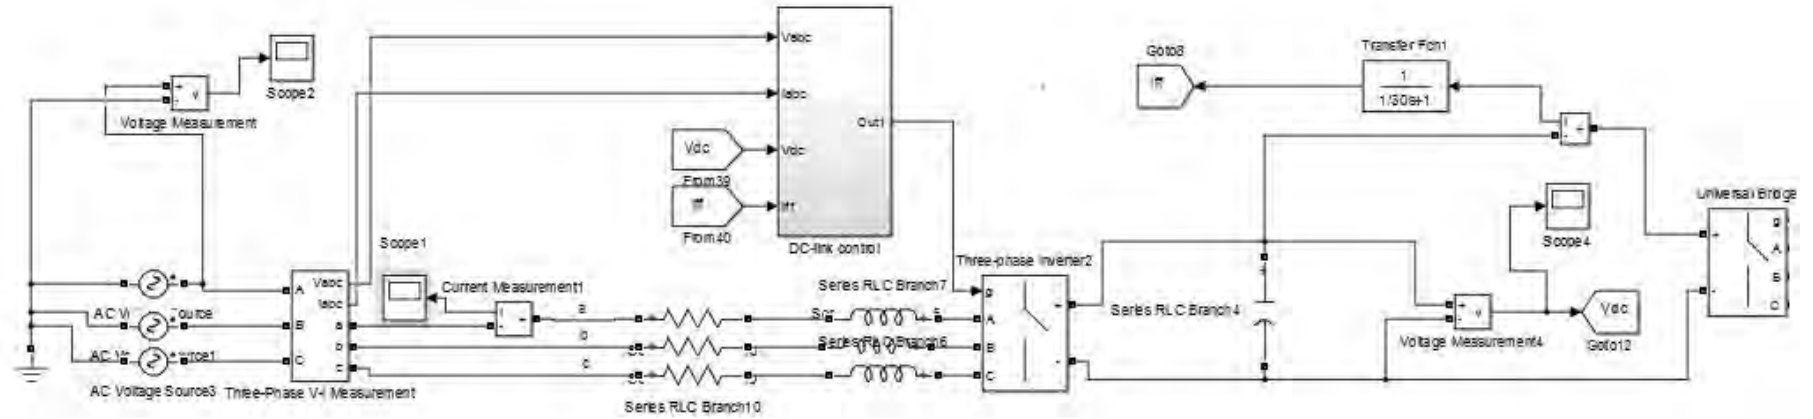 Scope2
Voltage Measurement
+
-
v
Vabc
Iabc
Vdc
Iff
Out1
DC-link control
Vdc
From39
Iff
From40
Goto8
Iff
Transfer Fcn1
1
1/30s+1
i
+
-
Universal Bridge
g
A
B
C
+
-
Scope4
Scope1
Current Measurement1
i
+
-
Three-phase Inverter2
g
A
B
C
+
-
Series RLC Branch7
Series RLC Branch6
Series RLC Branch4
Series RLC Branch10
a
b
c
Vabc
Iabc
A
B
C
a
b
c
Three-Phase V-I Measurement
AC Voltage Source3
+
-
v
Voltage Measurement4
Vdc
Goto12